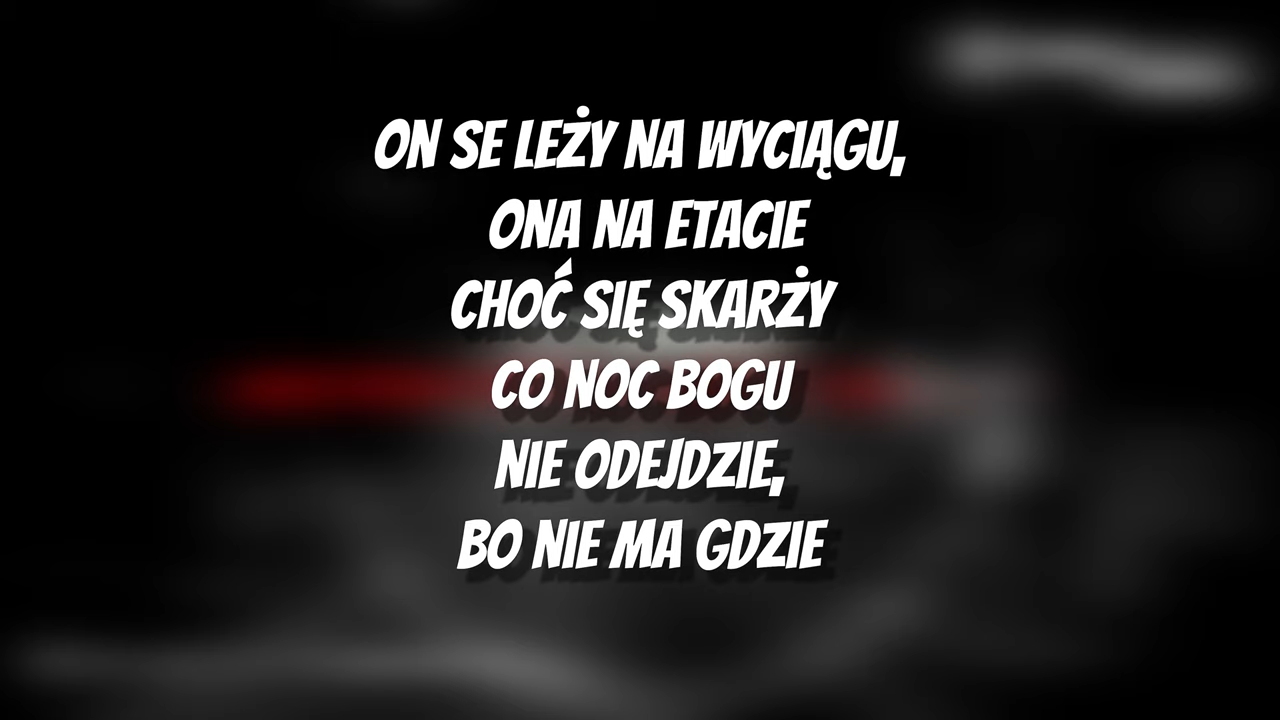 ON SE LEŻY NA WYCIĄGU,
ONA NA ETACIE
CHOĆ SIĘ SKARŻY
CO NOC BOGU
NIE ODEJDZIE,
BO NIE MA GDZIE